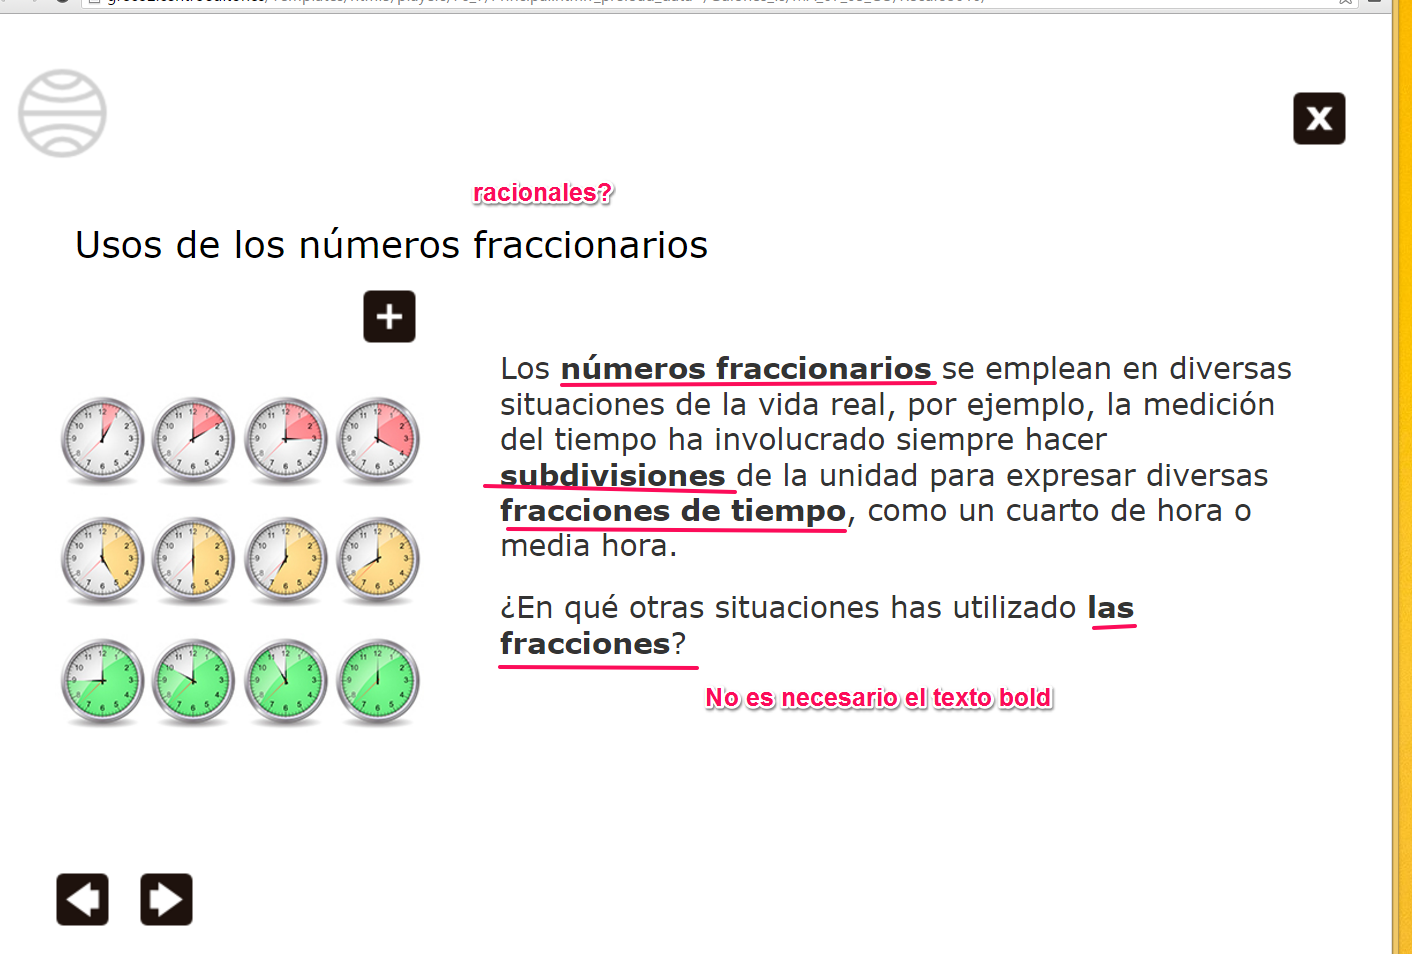 racionales?
Usos de los números fraccionarios
Los números fraccionarios se emplean en diversas
situaciones de la vida real, por ejemplo, la medición
del tiempo ha involucrado siempre hacer
subdivisiones de la unidad para expresar diversas
fracciones de tiempo, como un cuarto de hora o
media hora.
¿En qué otras situaciones has utilizado las
fracciones?
No es necesario el texto bold